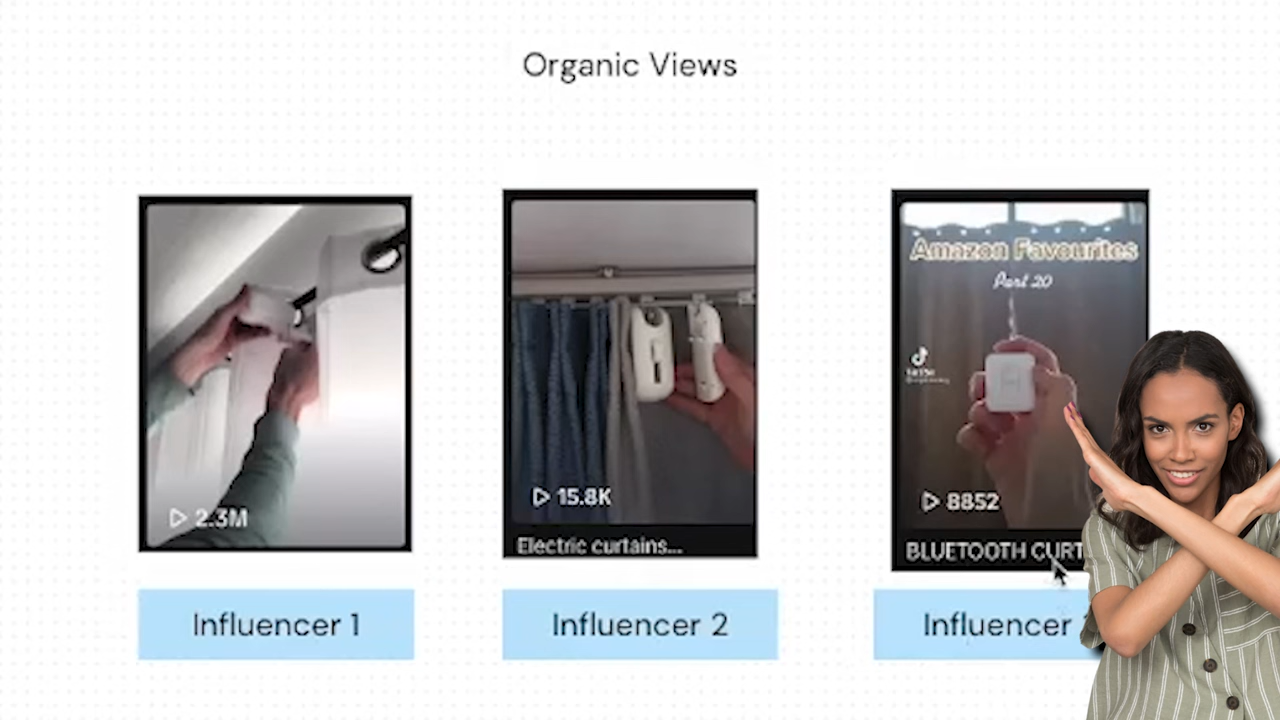 Organic Views
Amazon Favourites
Part 20
2.3M
15.8K
8852
Electric curtains...
BLUETOOTH CURT
Influencer 1
Influencer 2
Influencer